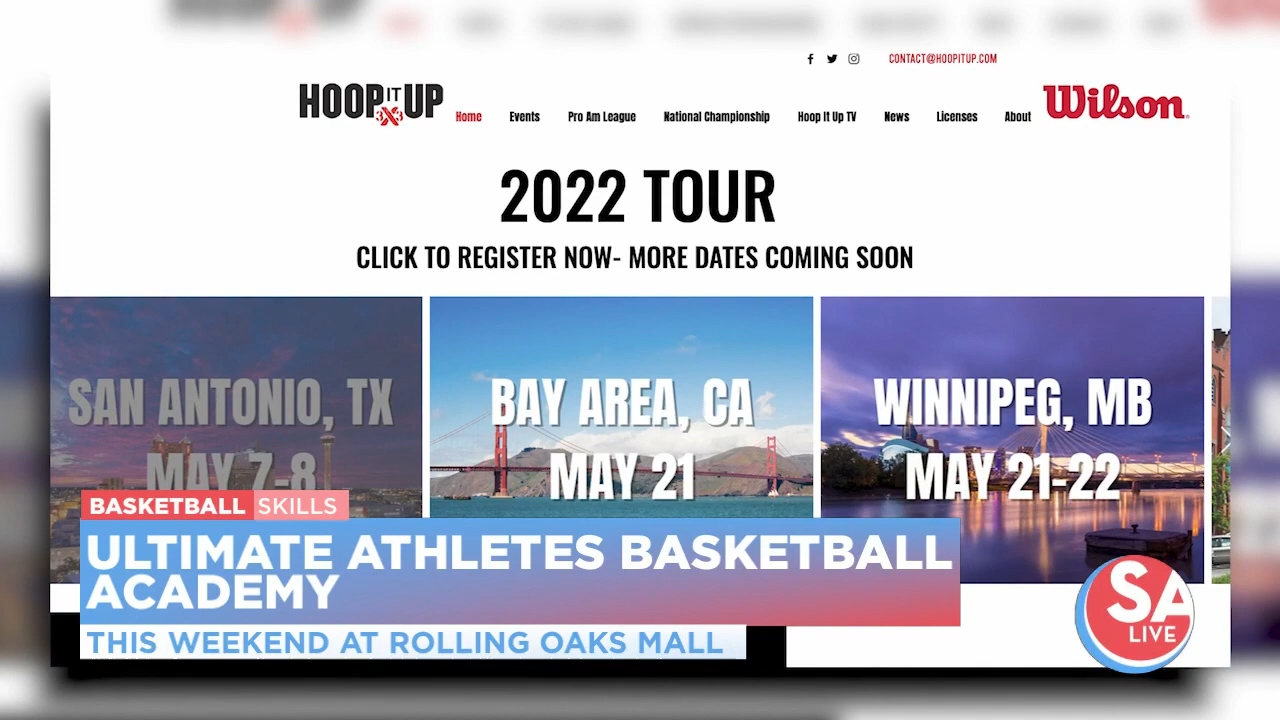 CONTACT@HOOPITUP.COM
HOOP IT UP
3X3
Home Events Pro Am League National Championship Hoop It Up TV News Licenses About
Wilson
2022 TOUR
CLICK TO REGISTER NOW- MORE DATES COMING SOON
SAN ANTONIO, TX
MAY 7-8
BAY AREA, CA
MAY 21
WINNIPEG, MB
MAY 21-22
BASKETBALL SKILLS
ULTIMATE ATHLETES BASKETBALL
ACADEMY
THIS WEEKEND AT ROLLING OAKS MALL
SA
LIVE